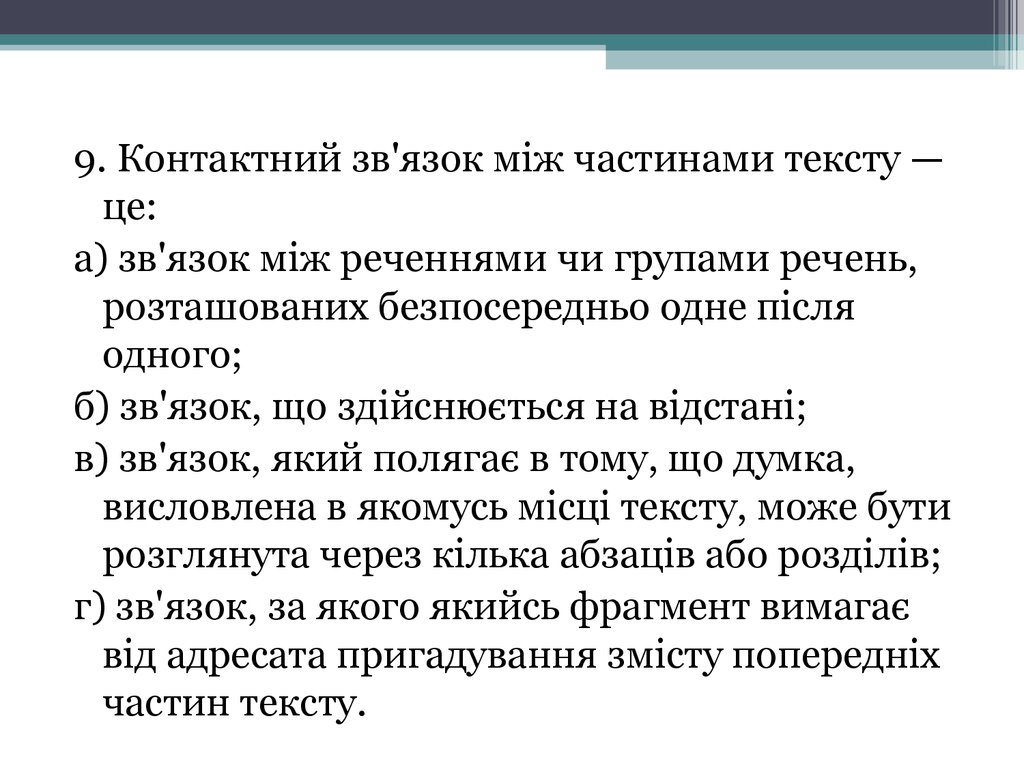 9. Контактний зв'язок між частинами тексту —
це:
а) зв'язок між реченнями чи групами речень,
розташованих безпосередньо одне після
одного;
б) зв'язок, що здійснюється на відстані;
в) зв'язок, який полягає в тому, що думка,
висловлена в якомусь місці тексту, може бути
розглянута через кілька абзаців або розділів;
г) зв'язок, за якого якийсь фрагмент вимагає
від адресата пригадування змісту попередніх
частин тексту.